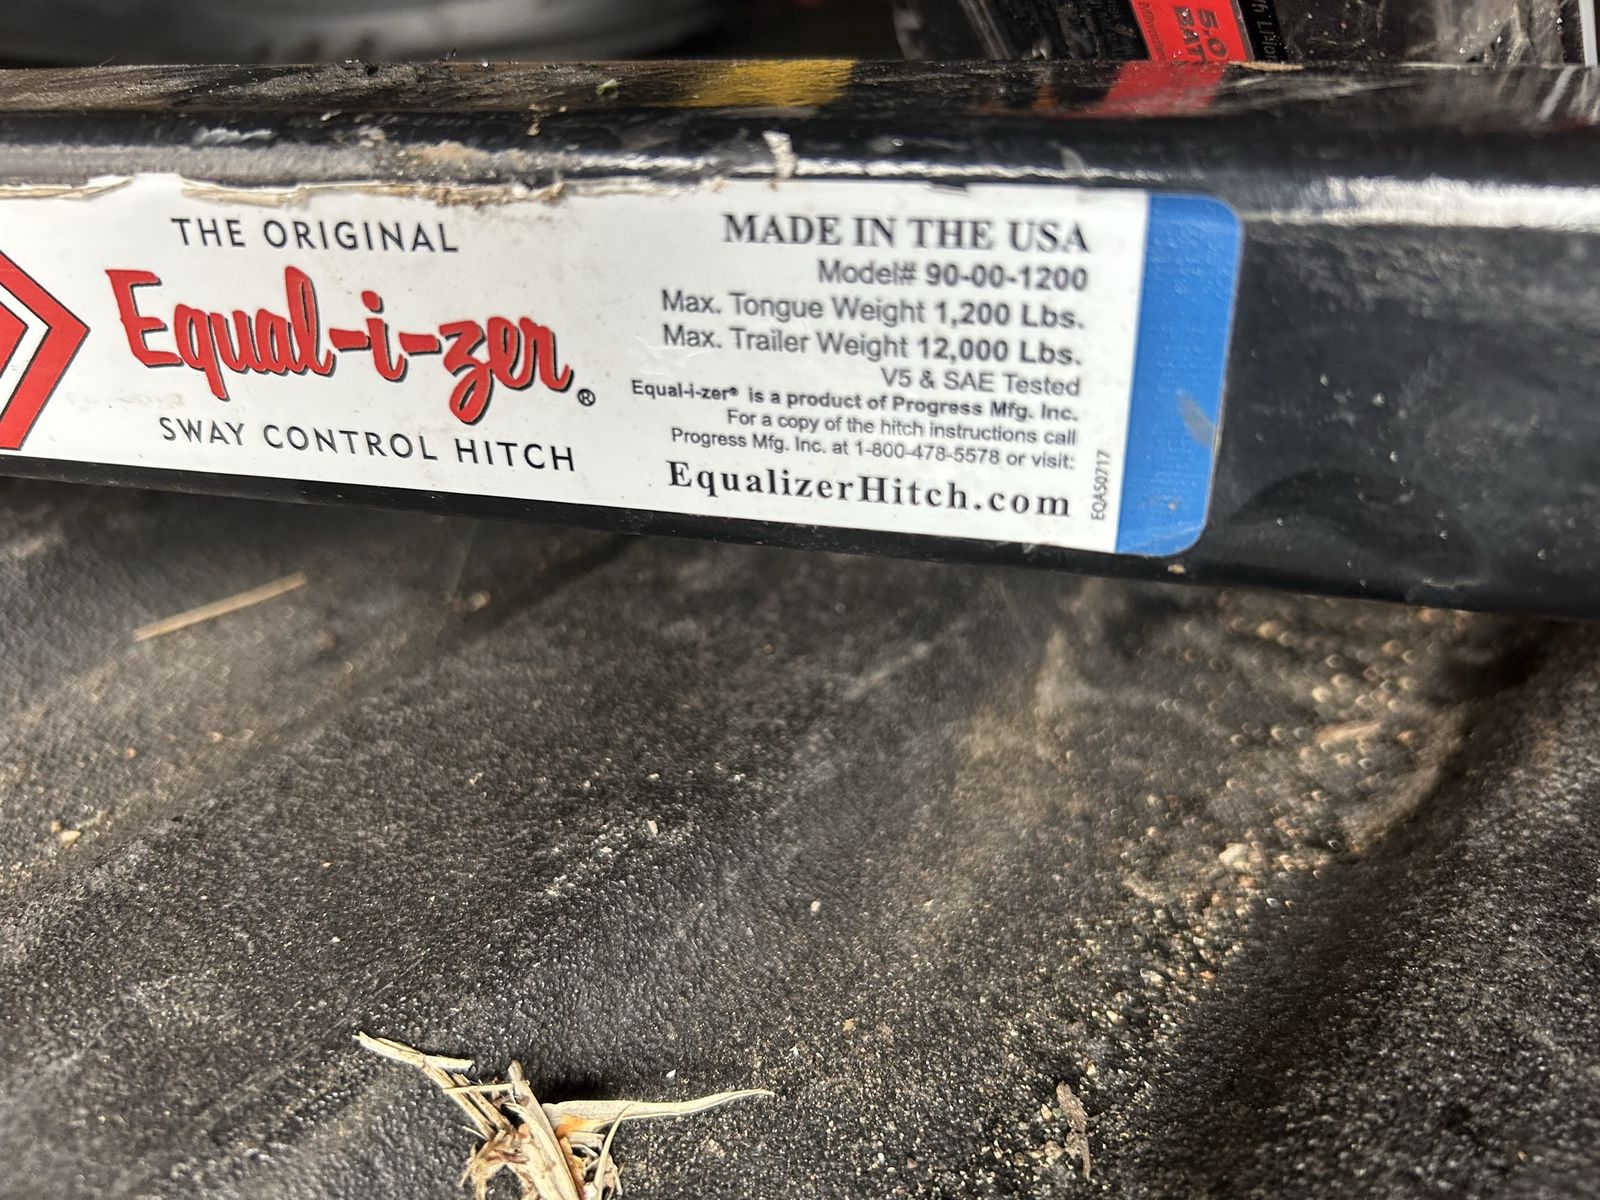 THE ORIGINAL
Equal-i-zer®
SWAY CONTROL HITCH
MADE IN THE USA
Model# 90-00-1200
Max. Tongue Weight 1,200 Lbs.
Max. Trailer Weight 12,000 Lbs.
V5 & SAE Tested
Equal-i-zer® is a product of Progress Mfg. Inc.
For a copy of the hitch instructions call
Progress Mfg. Inc. at 1-800-478-5578 or visit:
EqualizerHitch.com
EQAS0717
5.0